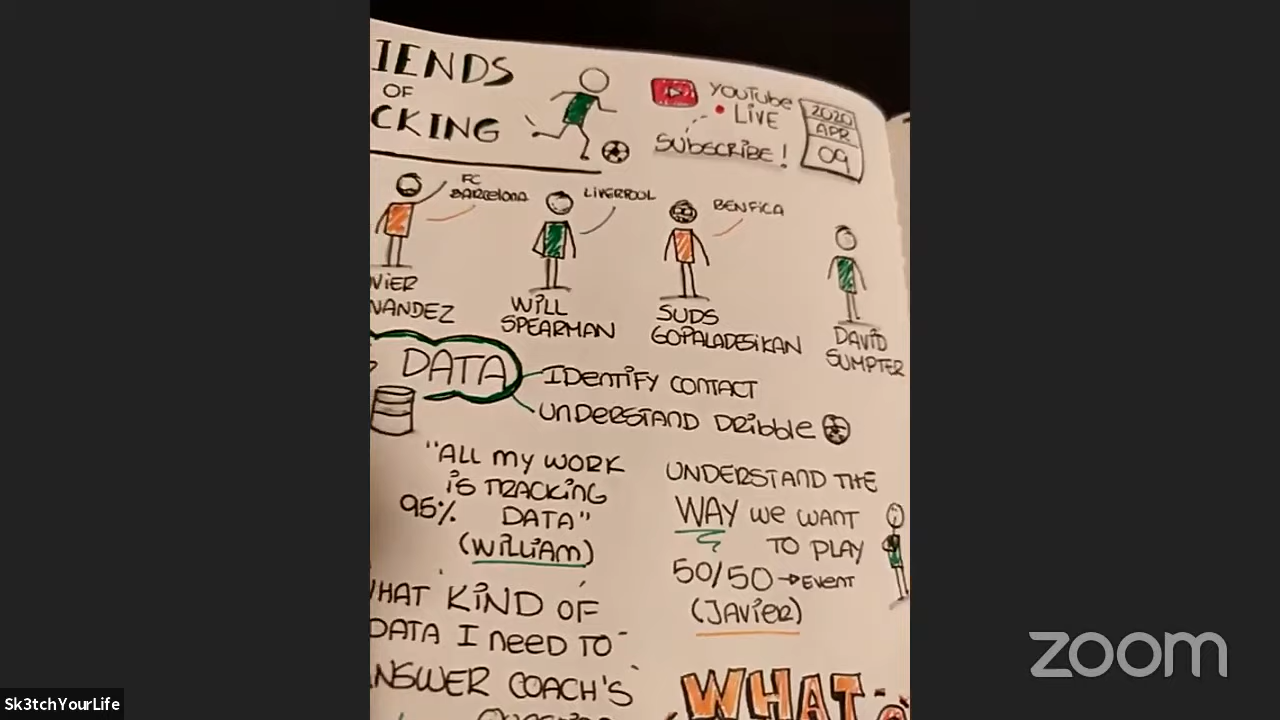 IENDS
OF
CKING
YOUTUBE
LIVE
SUBSCRIBE!
2020
APR
09
FC
BARCELONA
LIVERPOOL
BENFICA
VIER
NANDEZ
WILL
SPEARMAN
SUDS
GOPALADESIKAN
DAVID
SUMPTER
DATA
IDENTIFY CONTACT
UNDERSTAND DRIBBLE
"ALL MY WORK
IS TRACKING
95% DATA"
(WILLIAM)
UNDERSTAND THE
WAY WE WANT
TO PLAY
50/50 → EVENT
(JAVIER)
HAT KIND OF
DATA I NEED TO
NSWER COACH'S
WHAT
zoom
Sk3tchYourLife